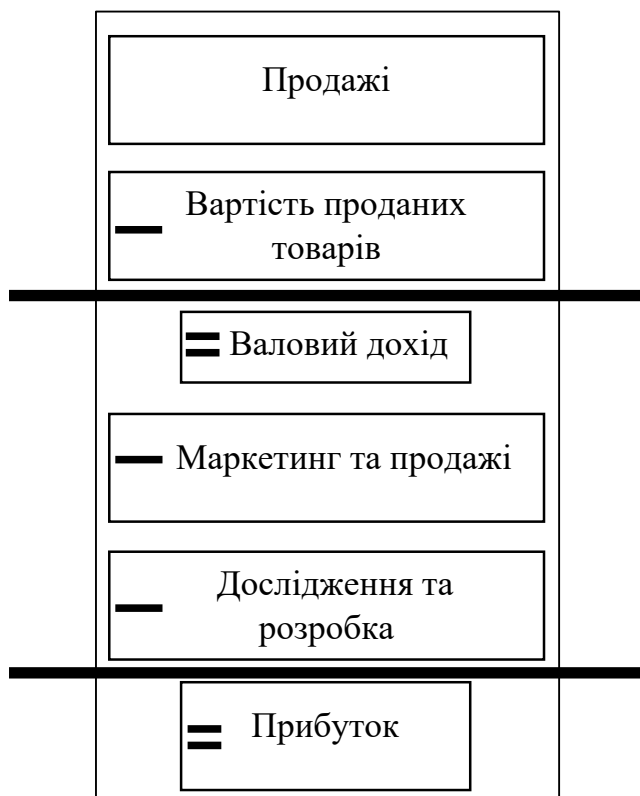 Продажі
Вартість проданих
товарів
Валовий дохід
Маркетинг та продажі
Дослідження та
розробка
Прибуток